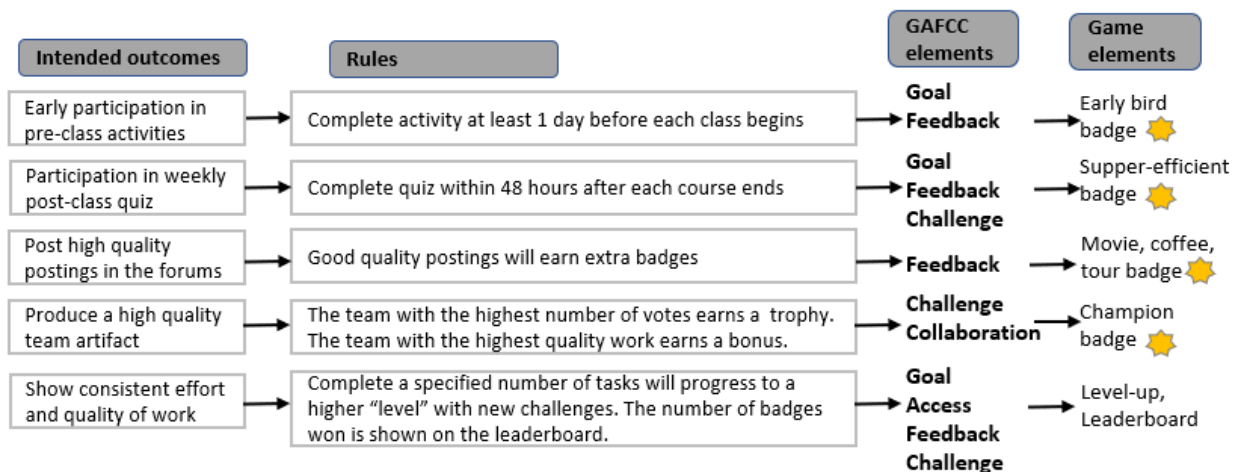 Intended outcomes
Rules
GAFCC
elements
Game
elements
Early participation in
pre-class activities
Complete activity at least 1 day before each class begins
Goal
Feedback
Early bird
badge
Participation in weekly
post-class quiz
Complete quiz within 48 hours after each course ends
Goal
Feedback
Challenge
Supper-efficient
badge
Post high quality
postings in the forums
Good quality postings will earn extra badges
Feedback
Movie, coffee,
tour badge
Produce a high quality
team artifact
The team with the highest number of votes earns a trophy.
The team with the highest quality work earns a bonus.
Challenge
Collaboration
Champion
badge
Show consistent effort
and quality of work
Complete a specified number of tasks will progress to a
higher “level” with new challenges. The number of badges
won is shown on the leaderboard.
Goal
Access
Feedback
Challenge
Level-up,
Leaderboard